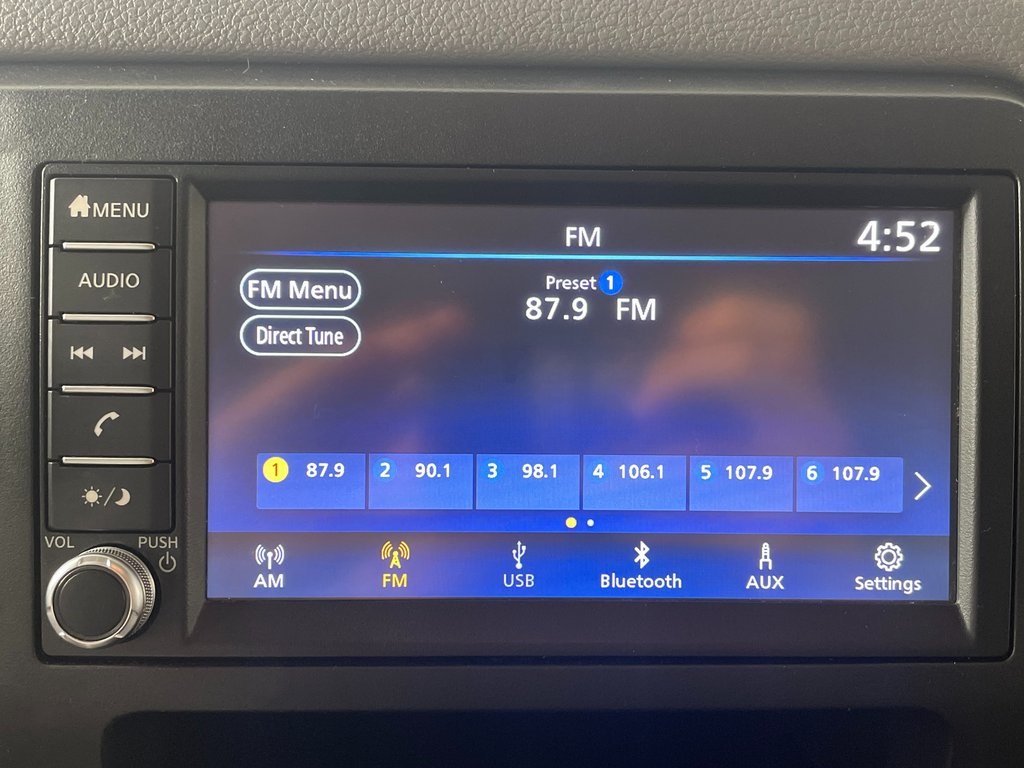 MENU
AUDIO
VOL
PUSH
FM
4:52
FM Menu
Direct Tune
Preset 1
87.9 FM
1 87.9
2 90.1
3 98.1
4 106.1
5 107.9
6 107.9
AM
FM
USB
Bluetooth
AUX
Settings